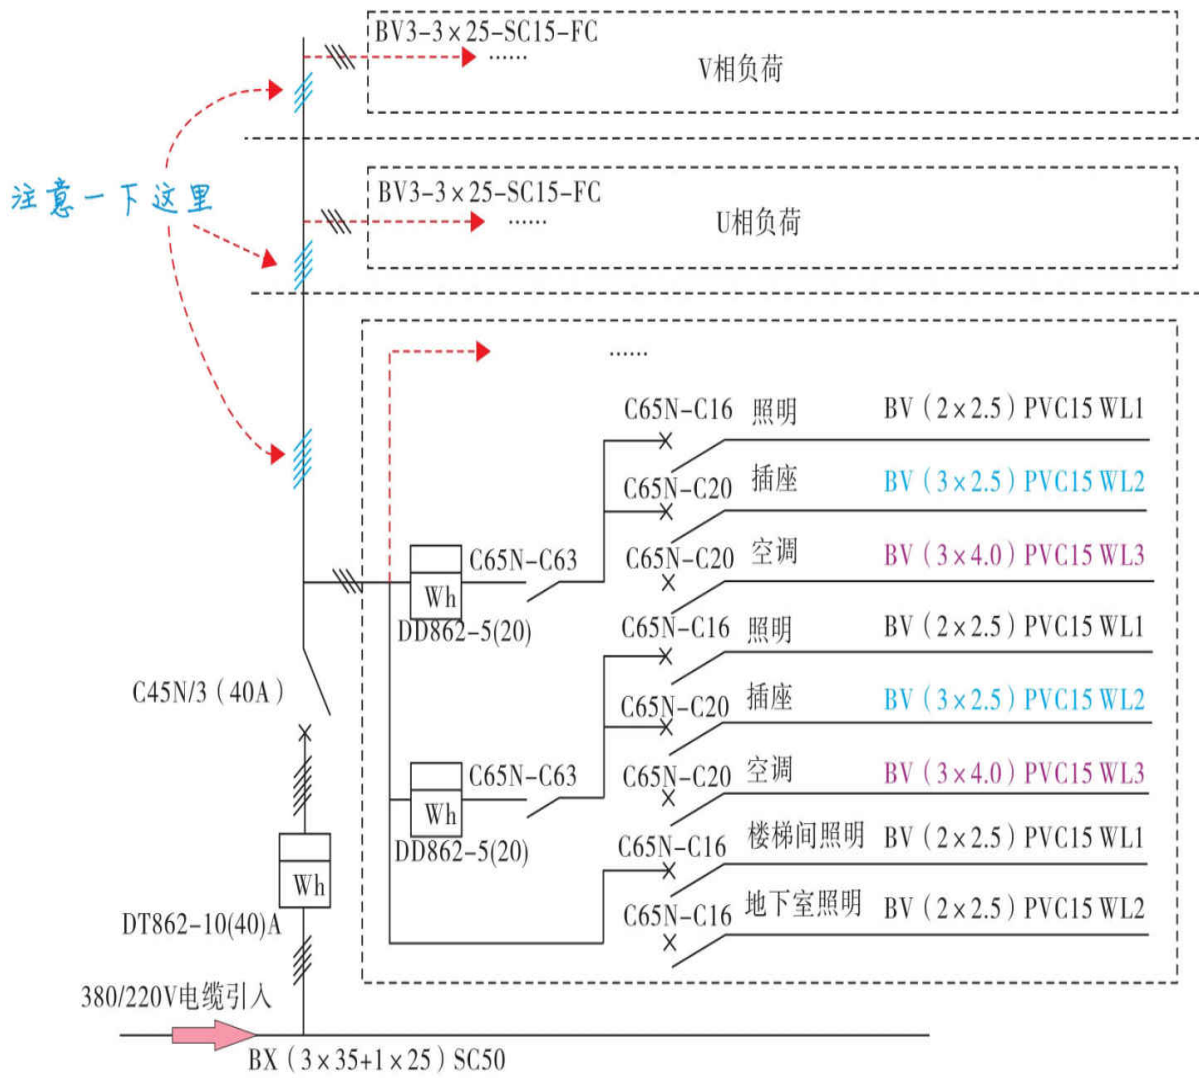 BV3-3×25-SC15-FC
......
V相负荷
注意一下这里
BV3-3×25-SC15-FC
......
U相负荷
......
C65N-C16 照明 BV（2×2.5）PVC15 WL1
C65N-C20 插座 BV（3×2.5）PVC15 WL2
C65N-C63
C65N-C20 空调 BV（3×4.0）PVC15 WL3
Wh
DD862-5(20)
C65N-C16 照明 BV（2×2.5）PVC15 WL1
C45N/3（40A）
C65N-C20 插座 BV（3×2.5）PVC15 WL2
C65N-C63
C65N-C20 空调 BV（3×4.0）PVC15 WL3
Wh
DD862-5(20)
C65N-C16 楼梯间照明 BV（2×2.5）PVC15 WL1
Wh
DT862-10(40)A
C65N-C16 地下室照明 BV（2×2.5）PVC15 WL2
380/220V电缆引入
BX（3×35+1×25）SC50